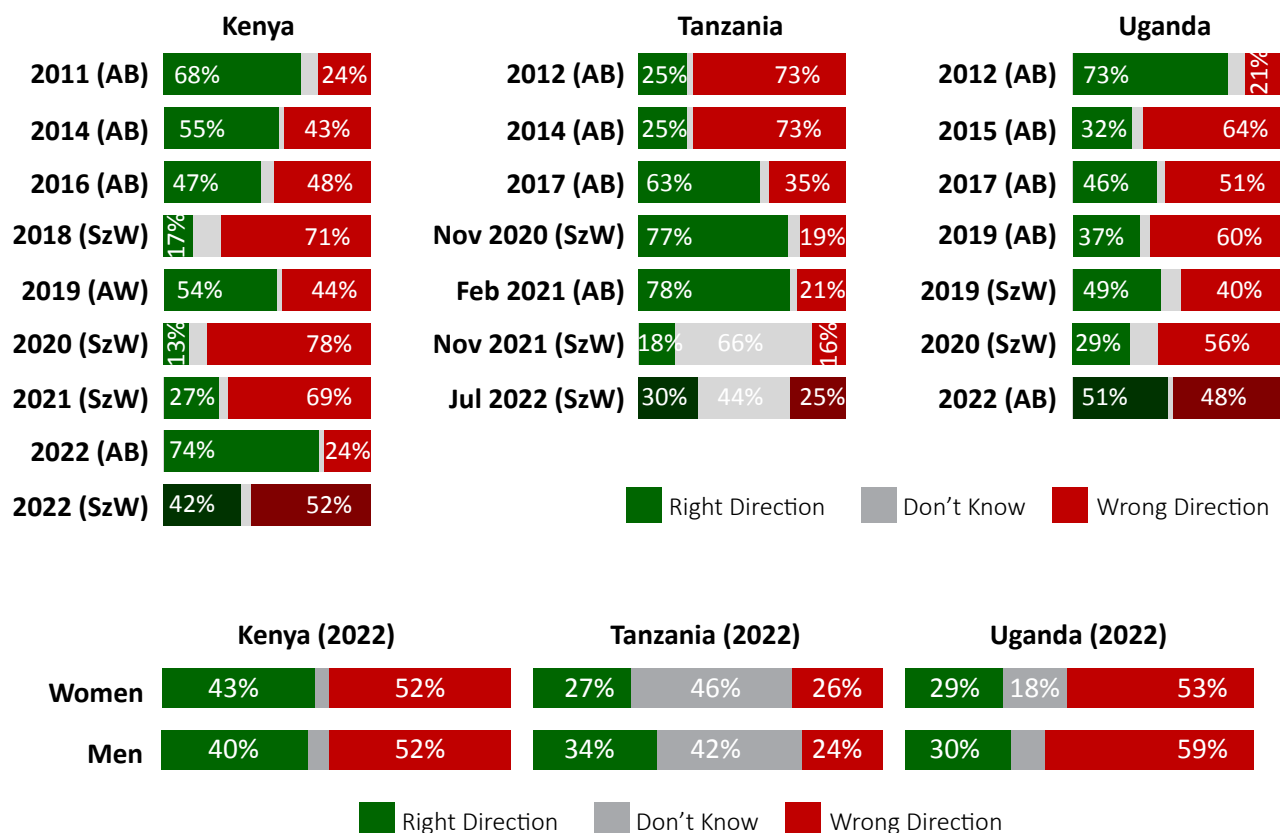 Kenya
2011 (AB) 68% 24%
2014 (AB) 55% 43%
2016 (AB) 47% 48%
2018 (SzW) 17% 71%
2019 (AW) 54% 44%
2020 (SzW) 13% 78%
2021 (SzW) 27% 69%
2022 (AB) 74% 24%
2022 (SzW) 42% 52%
Tanzania
2012 (AB) 25% 73%
2014 (AB) 25% 73%
2017 (AB) 63% 35%
Nov 2020 (SzW) 77% 19%
Feb 2021 (AB) 78% 21%
Nov 2021 (SzW) 18% 66% 16%
Jul 2022 (SzW) 30% 44% 25%
Uganda
2012 (AB) 73% 21%
2015 (AB) 32% 64%
2017 (AB) 46% 51%
2019 (AB) 37% 60%
2019 (SzW) 49% 40%
2020 (SzW) 29% 56%
2022 (AB) 51% 48%
Right Direction Don't Know Wrong Direction
Kenya (2022) Tanzania (2022) Uganda (2022)
Women 43% 52% 27% 46% 26% 29% 18% 53%
Men 40% 52% 34% 42% 24% 30% 59%
Right Direction Don't Know Wrong Direction